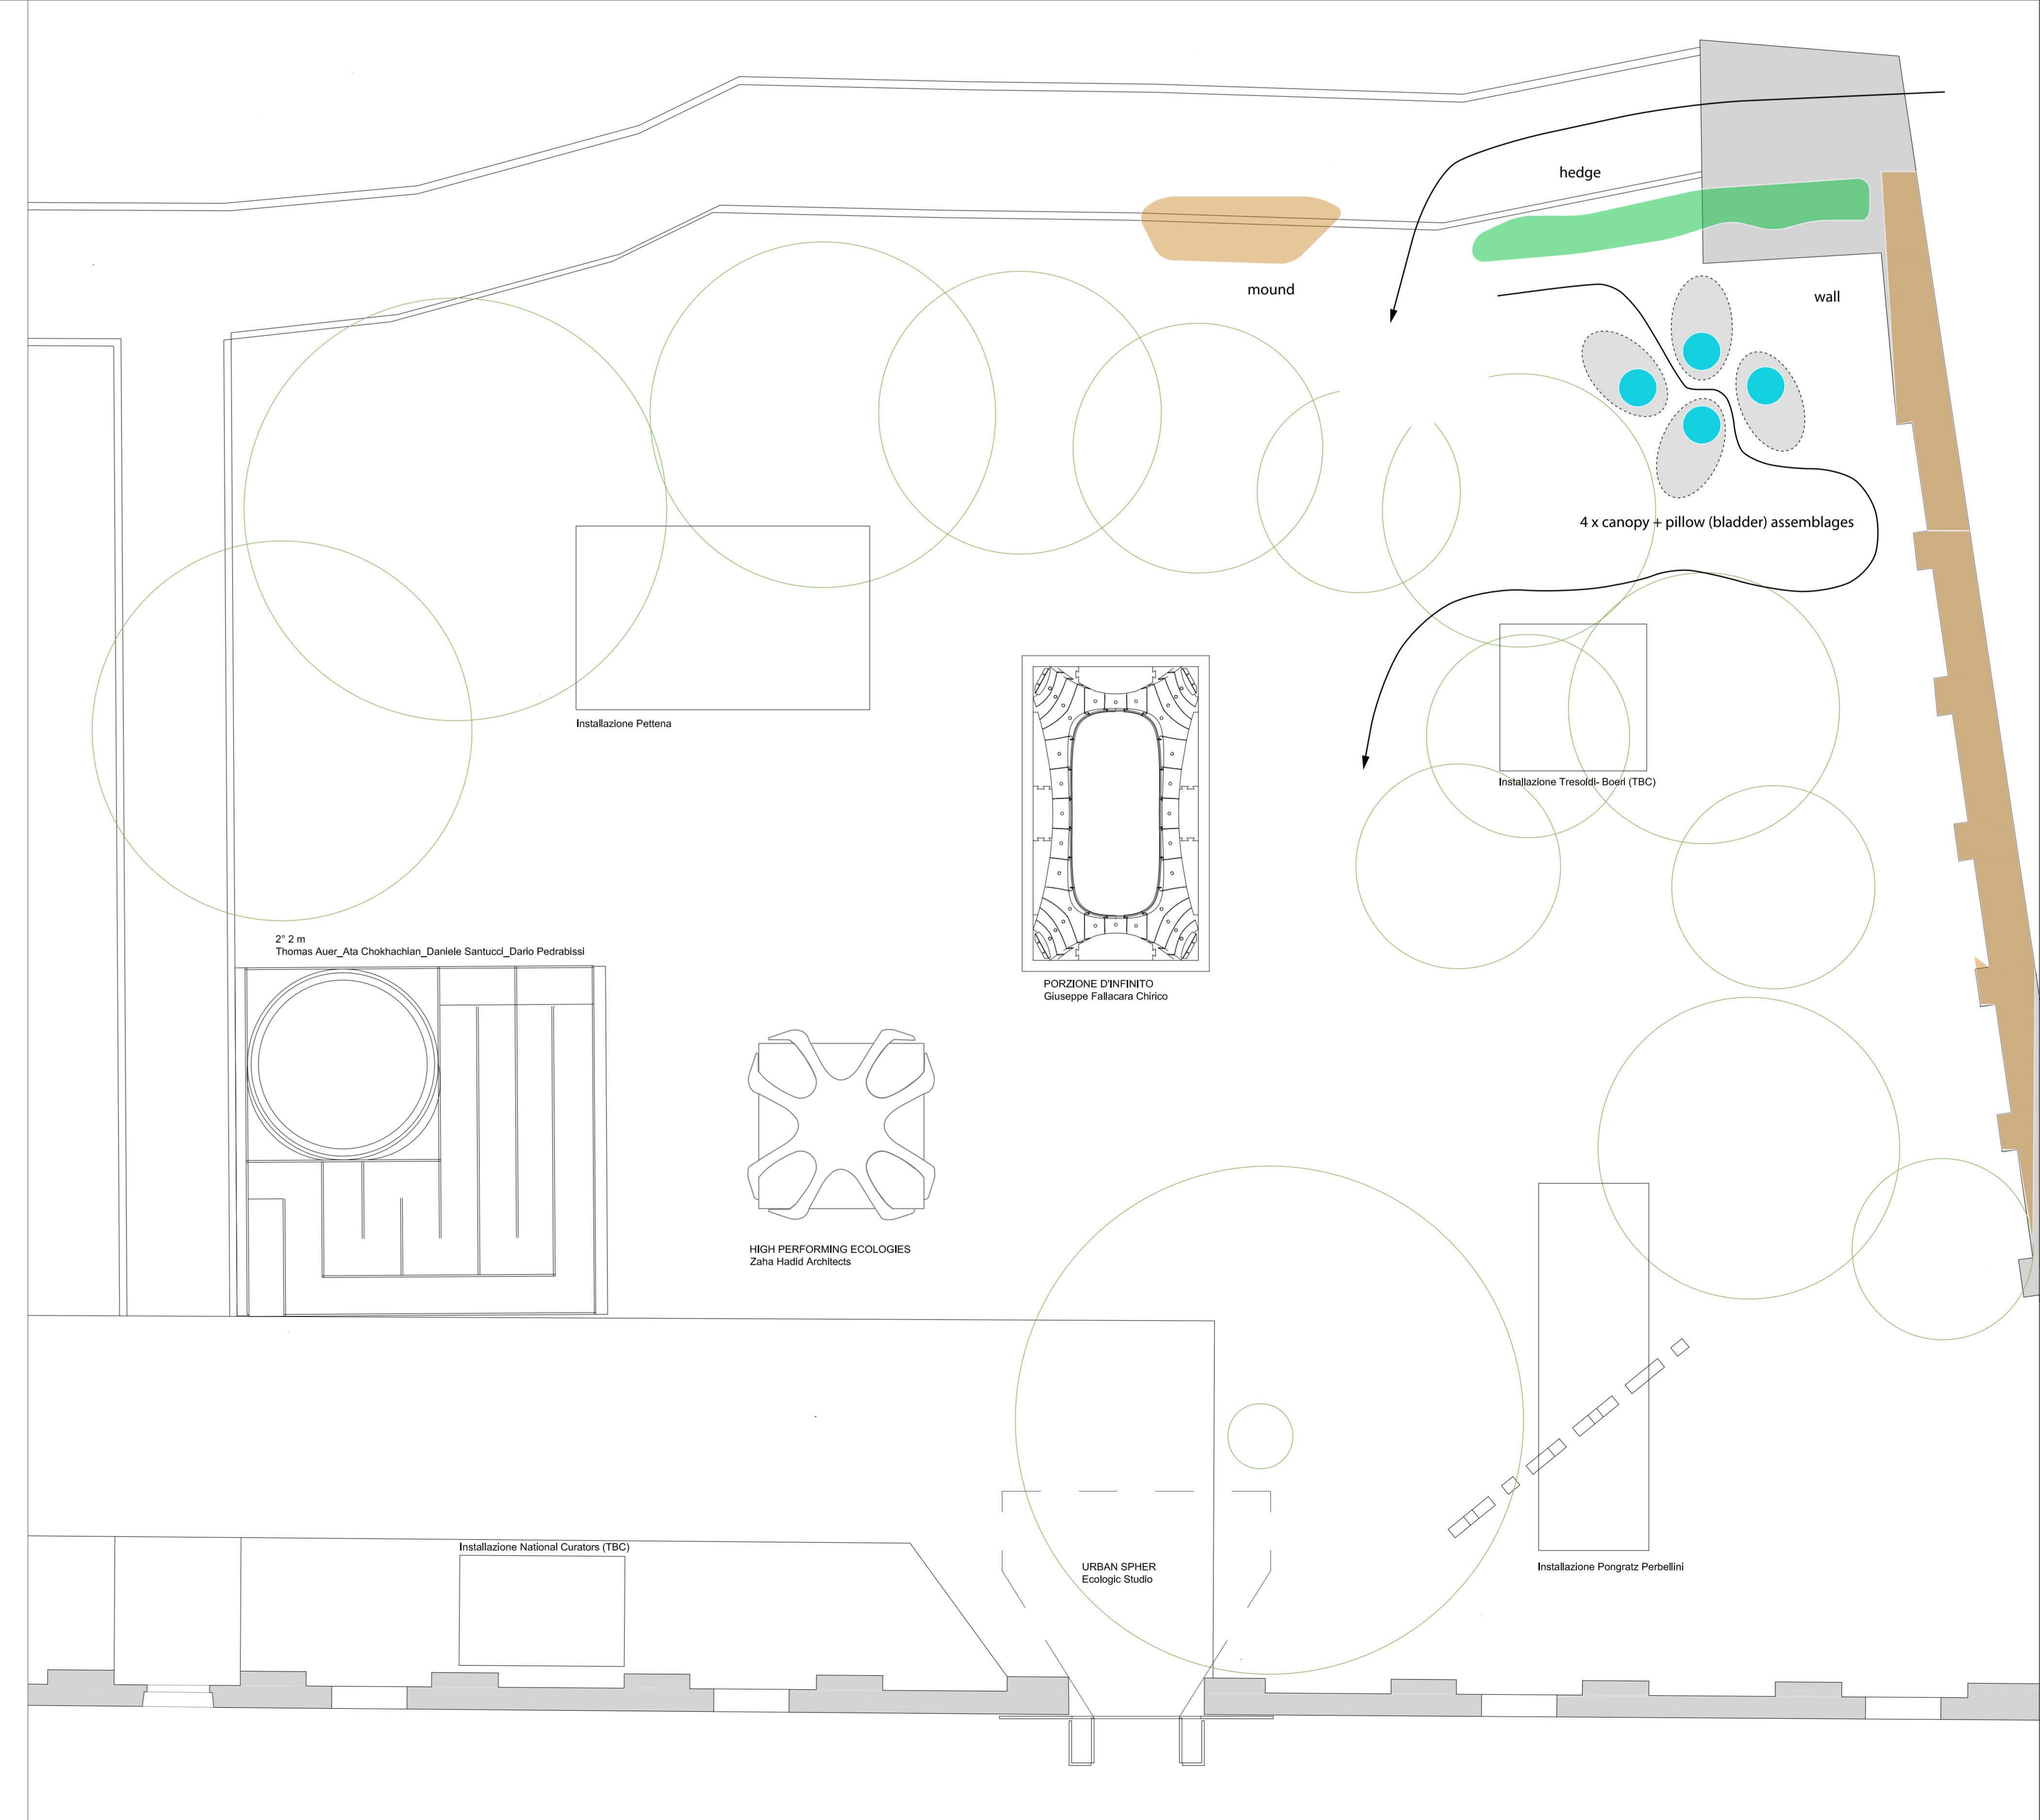 hedge
mound
wall
4 x canopy + pillow (bladder) assemblages
Installazione Pettena
Installazione Tresoldi- Boeri (TBC)
2° 2 m
Thomas Auer_Ata Chokhachian_Daniele Santucci_Dario Pedrabissi
PORZIONE D'INFINITO
Giuseppe Fallacara Chirico
HIGH PERFORMING ECOLOGIES
Zaha Hadid Architects
Installazione National Curators (TBC)
URBAN SPHER
Ecologic Studio
Installazione Pongratz Perbellini